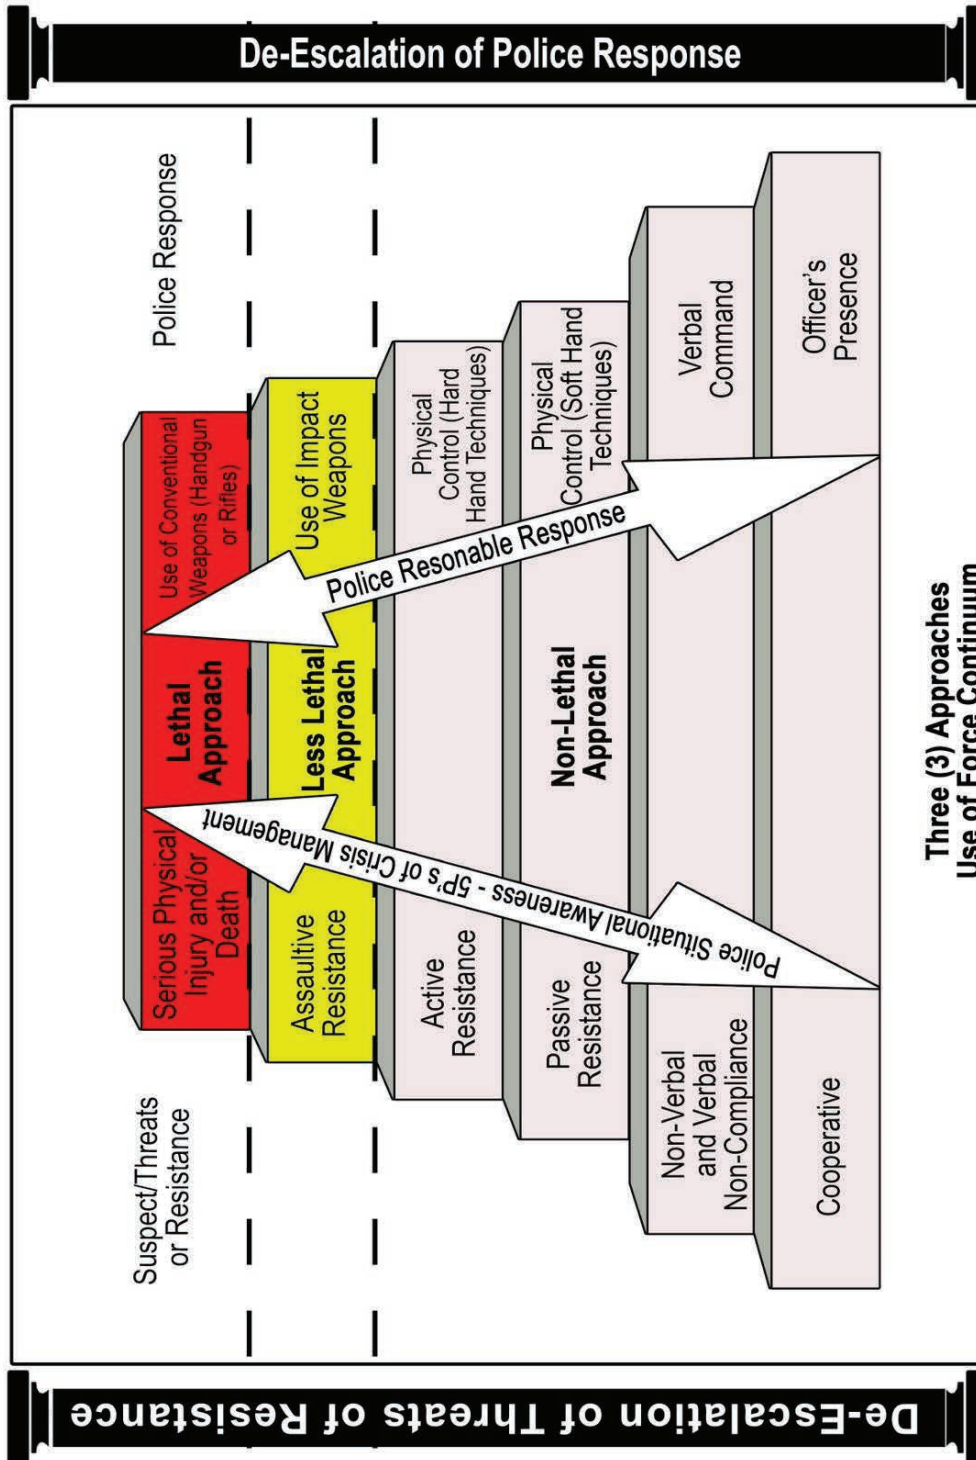 De-Escalation of Threats of Resistance
Suspect/Threats
or Resistance
Police Response
Serious Physical
Injury and/or
Death
Lethal
Approach
Use of Conventional
Weapons (Handgun
or Rifles)
Assaultive
Resistance
Less Lethal
Approach
Use of Impact
Weapons
Active
Resistance
Physical
Control (Hard
Hand Techniques)
Passive
Resistance
Non-Lethal
Approach
Physical
Control (Soft Hand
Techniques)
Non-Verbal
and Verbal
Non-Compliance
Verbal
Command
Cooperative
Officer's
Presence
Police Situational Awareness - 5P's of Crisis Management
Police Resonable Response
Three (3) Approaches
Use of Force Continuum
De-Escalation of Police Response